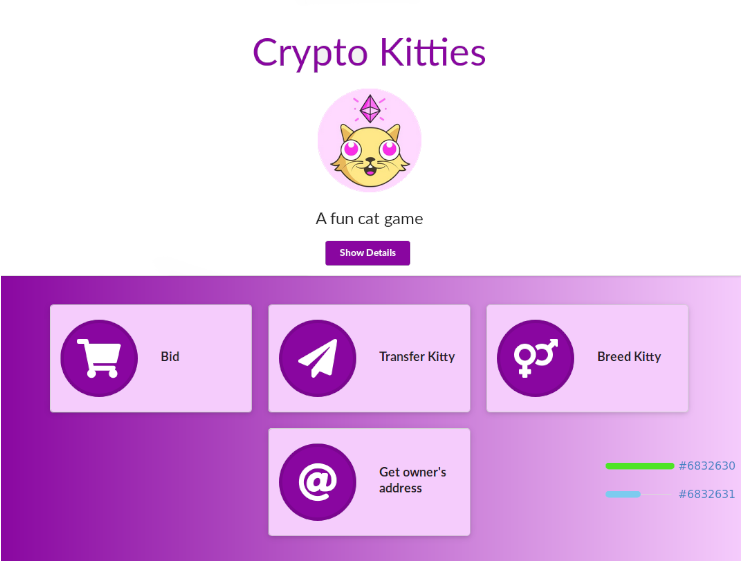 Crypto Kitties
A fun cat game
Show Details
Bid
Transfer Kitty
Breed Kitty
Get owner's
address
#6832630
#6832631